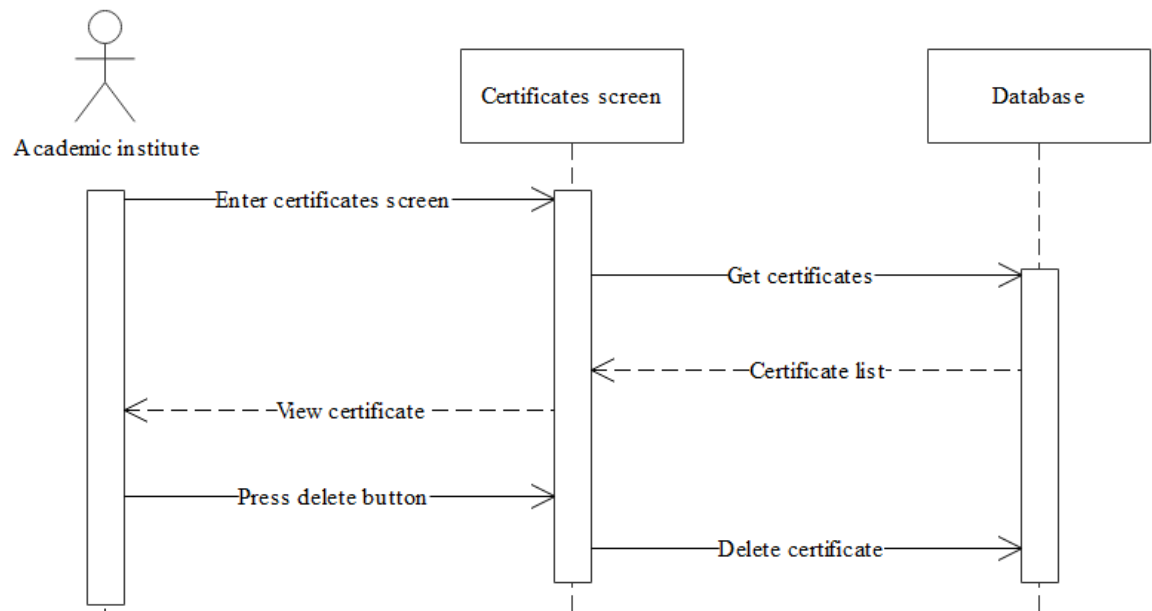 Certificates screen
Database
Academic institute
Enter certificates screen
Get certificates
Certificate list
View certificate
Press delete button
Delete certificate